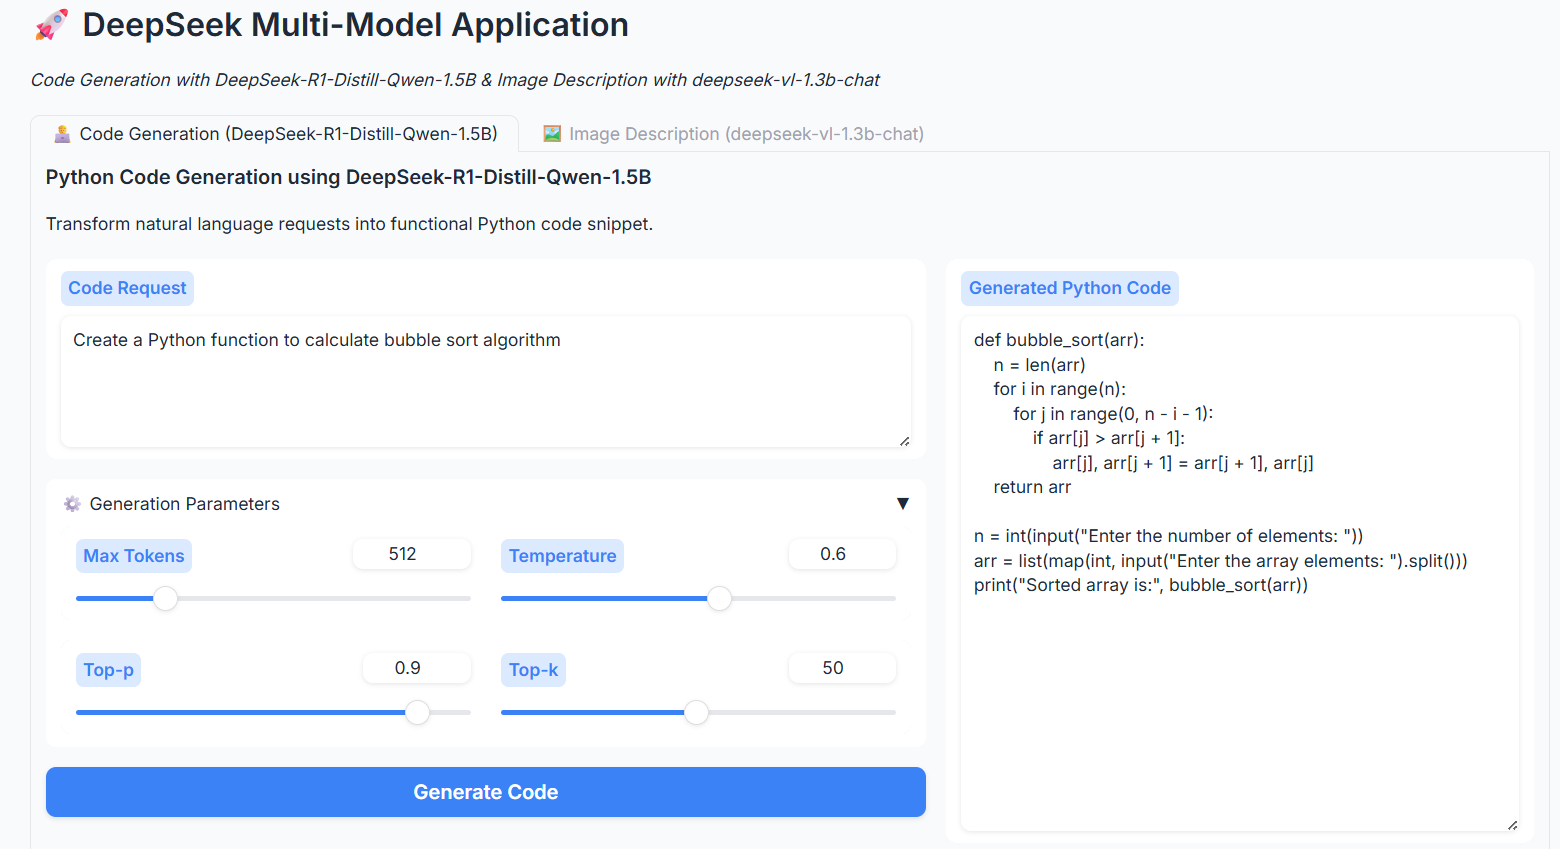 🚀 DeepSeek Multi-Model Application
Code Generation with DeepSeek-R1-Distill-Qwen-1.5B & Image Description with deepseek-vl-1.3b-chat
Code Generation (DeepSeek-R1-Distill-Qwen-1.5B)
Image Description (deepseek-vl-1.3b-chat)
Python Code Generation using DeepSeek-R1-Distill-Qwen-1.5B
Transform natural language requests into functional Python code snippet.
Code Request
Create a Python function to calculate bubble sort algorithm
Generation Parameters
Max Tokens
512
Temperature
0.6
Top-p
0.9
Top-k
50
Generate Code
Generated Python Code
def bubble_sort(arr):
    n = len(arr)
    for i in range(n):
        for j in range(0, n - i - 1):
            if arr[j] > arr[j + 1]:
                arr[j], arr[j + 1] = arr[j + 1], arr[j]
    return arr

n = int(input("Enter the number of elements: "))
arr = list(map(int, input("Enter the array elements: ").split()))
print("Sorted array is:", bubble_sort(arr))